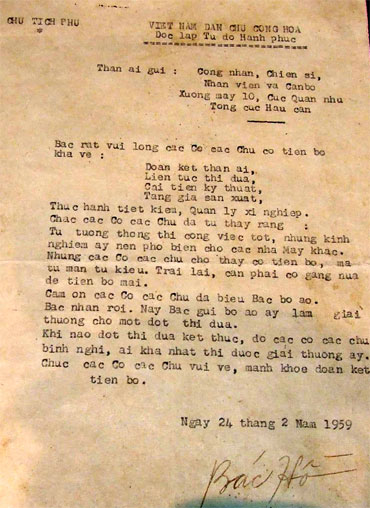 CHU TICH PHU
VIET NAM DAN CHU CONG HOA
Doc lap Tu do Hanh phuc
Than ai gui : Cong nhan, Chien si,
Nhan vien va Canbo
Xuong may 10, Cuc Quan nhu
Tong cuc Hau can
Bac rat vui long cac Co cac Chu co tien bo
kha ve :
Doan ket than ai,
Lien tuc thi dua,
Cai tien ky thuat,
Tang gia san xuat,
Thuc hanh tiet kiem, Quan ly xi nghiep.
Chac cac Co cac Chu da tu thay rang :
Tu tuong thong thi cong viec tot, nhung kinh
nghiem ay nen pho bien cho cac nha May khac.
Nhung cac Co cac chu cho thay co tien bo, ma
tu man tu kieu. Trai lai, can phai co gang nua
de tien bo mai.
Cam on cac Co cac Chu da bieu Bac bo ao.
Bac nhan roi. Nay Bac gui bo ao ay lam giai
thuong cho mot dot thi dua.
Khi nao dot thi dua ket thuc, do cac co cac chu
binh nghi, ai kha nhat thi duoc giai thuong ay.
Chuc cac Co cac Chu vui ve, manh khoe doan ket
tien bo.
Ngay 24 thang 2 Nam 1959
Bác Hồ